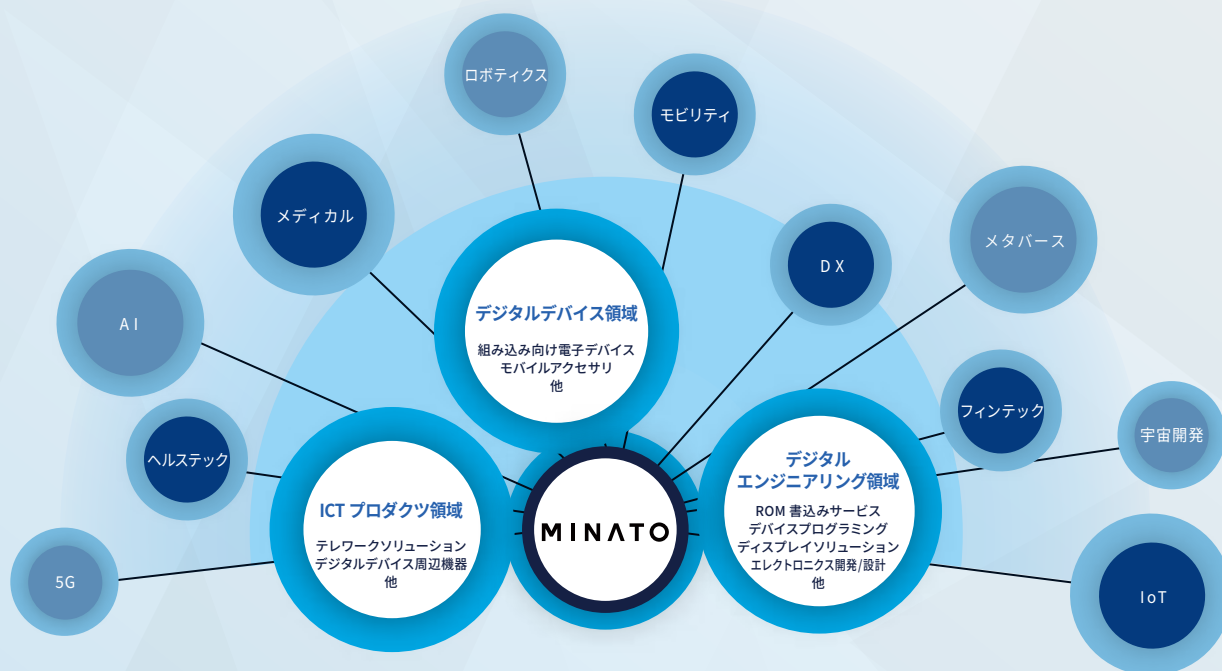 ロボティクス
モビリティ
メディカル
メタバース
DX
AI
デジタルデバイス領域
組み込み向け電子デバイス
モバイルアクセサリ
他
フィンテック
宇宙開発
ヘルステック
デジタル
エンジニアリング領域
ROM 書込みサービス
デバイスプログラミング
ディスプレイソリューション
エレクトロニクス開発/設計
他
ICT プロダクツ領域
テレワークソリューション
デジタルデバイス周辺機器
他
MINATO
5G
IoT